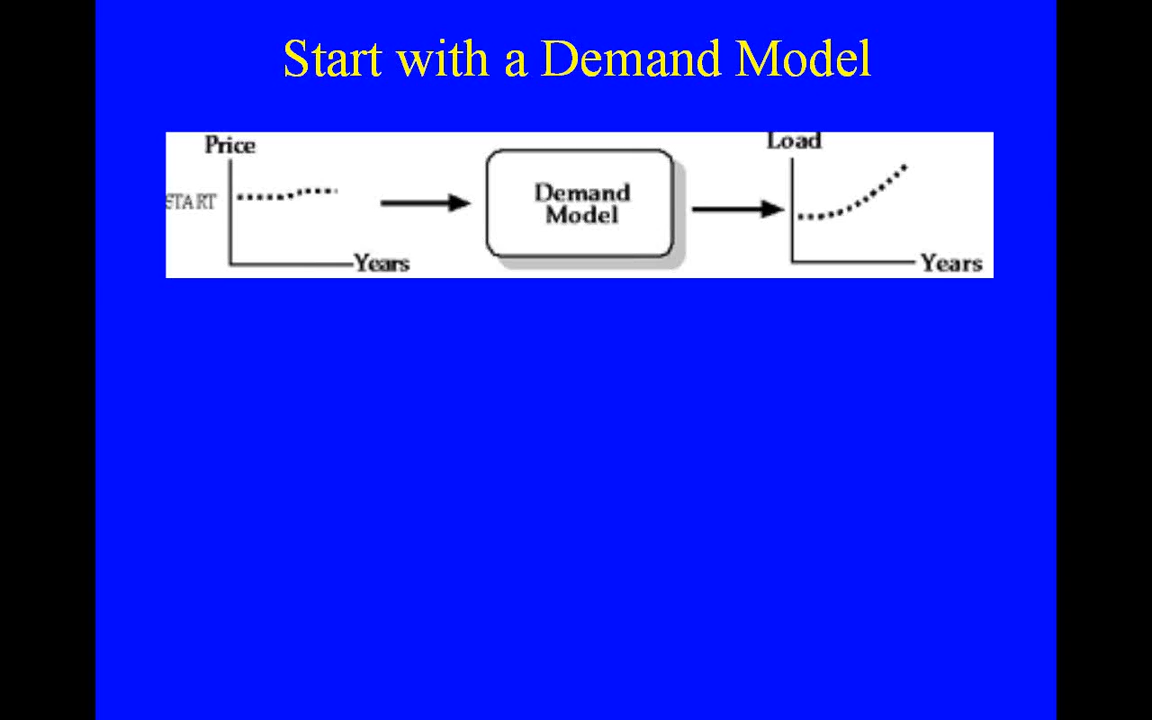 Start with a Demand Model
Price
START
Years
Demand
Model
Load
Years